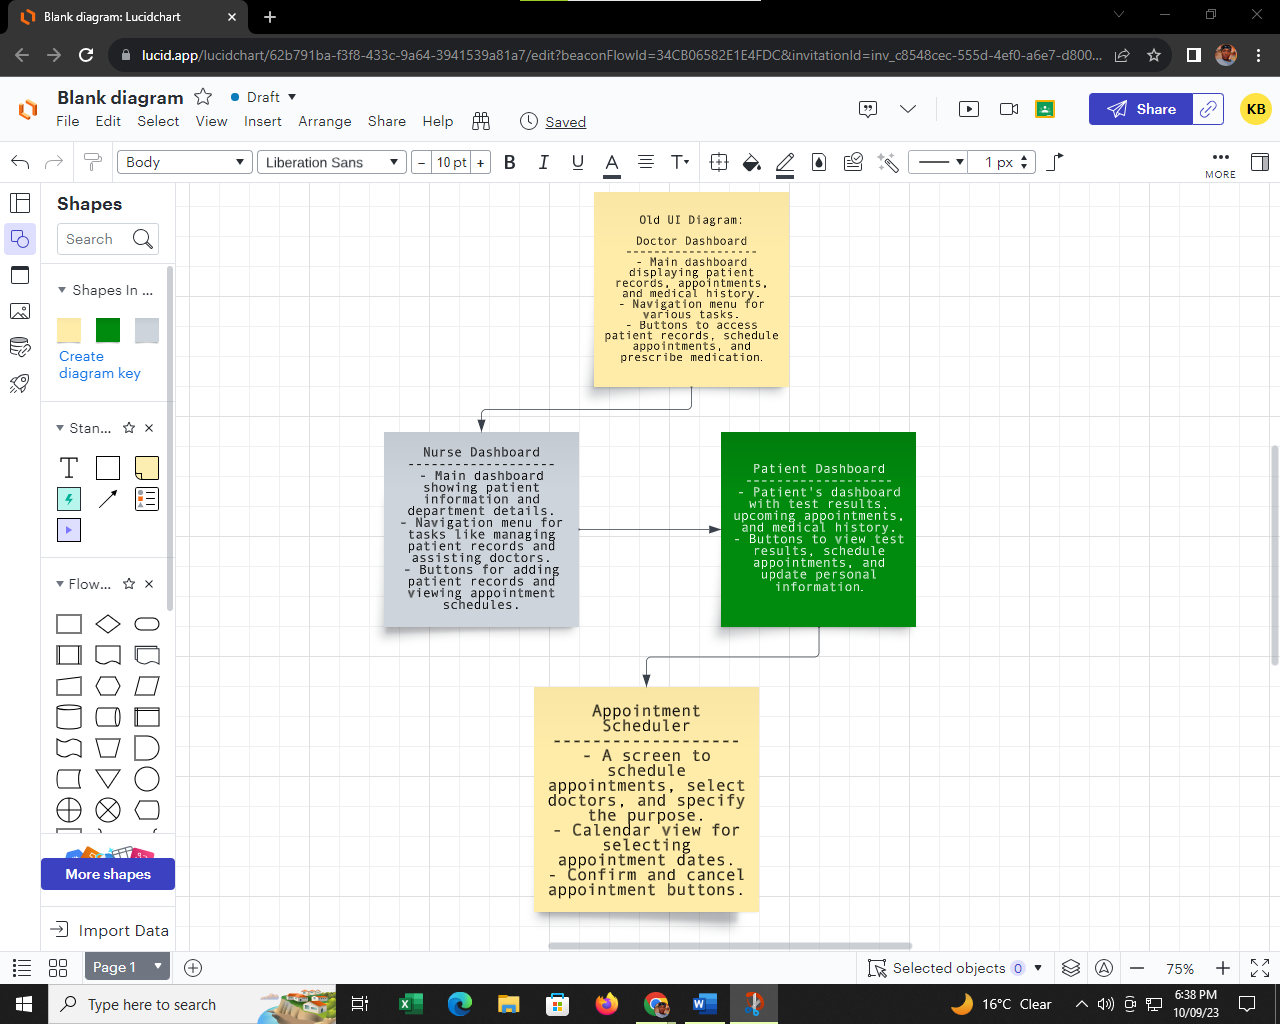 Blank diagram: Lucidchart
lucid.app/lucidchart/62b791ba-f3f8-433c-9a64-3941539a81a7/edit?beaconFlowId=34CB06582E1E4FDC&invitationId=inv_c8548cec-555d-4ef0-a6e7-d800...
Blank diagram
Draft
File Edit Select View Insert Arrange Share Help Saved
Share
KB
Body
Liberation Sans
- 10 pt +
B I U A T
1 px
MORE
Shapes
Search
Shapes In ...
Create
diagram key
Stan...
T
Flow...
More shapes
Import Data
Old UI Diagram:
Doctor Dashboard
-------------------
- Main dashboard
displaying patient
records, appointments,
and medical history.
- Navigation menu for
various tasks.
- Buttons to access
patient records, schedule
appointments, and
prescribe medication.
Nurse Dashboard
-------------------
- Main dashboard
showing patient
information and
department details.
- Navigation menu for
tasks like managing
patient records and
assisting doctors.
- Buttons for adding
patient records and
viewing appointment
schedules.
Patient Dashboard
-------------------
- Patient's dashboard
with test results,
upcoming appointments,
and medical history.
- Buttons to view test
results, schedule
appointments, and
update personal
information.
Appointment
Scheduler
-------------------
- A screen to
schedule
appointments, select
doctors, and specify
the purpose.
- Calendar view for
selecting
appointment dates.
- Confirm and cancel
appointment buttons.
Page 1
Selected objects 0
75%
Type here to search
16°C Clear
6:38 PM
10/09/23